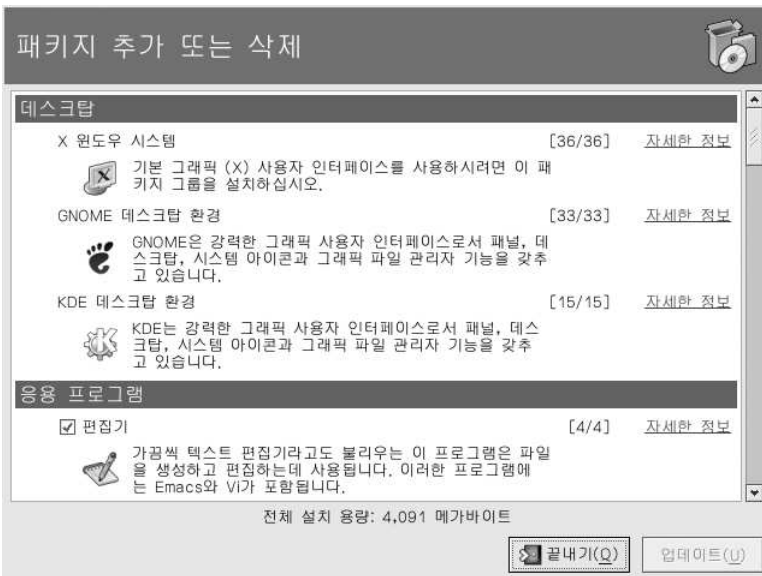 패키지 추가 또는 삭제
데스크탑
X 윈도우 시스템 [36/36] 자세한 정보
기본 그래픽 (X) 사용자 인터페이스를 사용하시려면 이 패
키지 그룹을 설치하십시오.
GNOME 데스크탑 환경 [33/33] 자세한 정보
GNOME은 강력한 그래픽 사용자 인터페이스로서 패널, 데
스크탑, 시스템 아이콘과 그래픽 파일 관리자 기능을 갖추
고 있습니다.
KDE 데스크탑 환경 [15/15] 자세한 정보
KDE는 강력한 그래픽 사용자 인터페이스로서 패널, 데스
크탑, 시스템 아이콘과 그래픽 파일 관리자 기능을 갖추
고 있습니다.
응용 프로그램
편집기 [4/4] 자세한 정보
가끔씩 텍스트 편집기라고도 불리우는 이 프로그램은 파일
을 생성하고 편집하는데 사용됩니다. 이러한 프로그램에
는 Emacs와 Vi가 포함됩니다.
전체 설치 용량: 4,091 메가바이트
끝내기(Q) 업데이트(U)